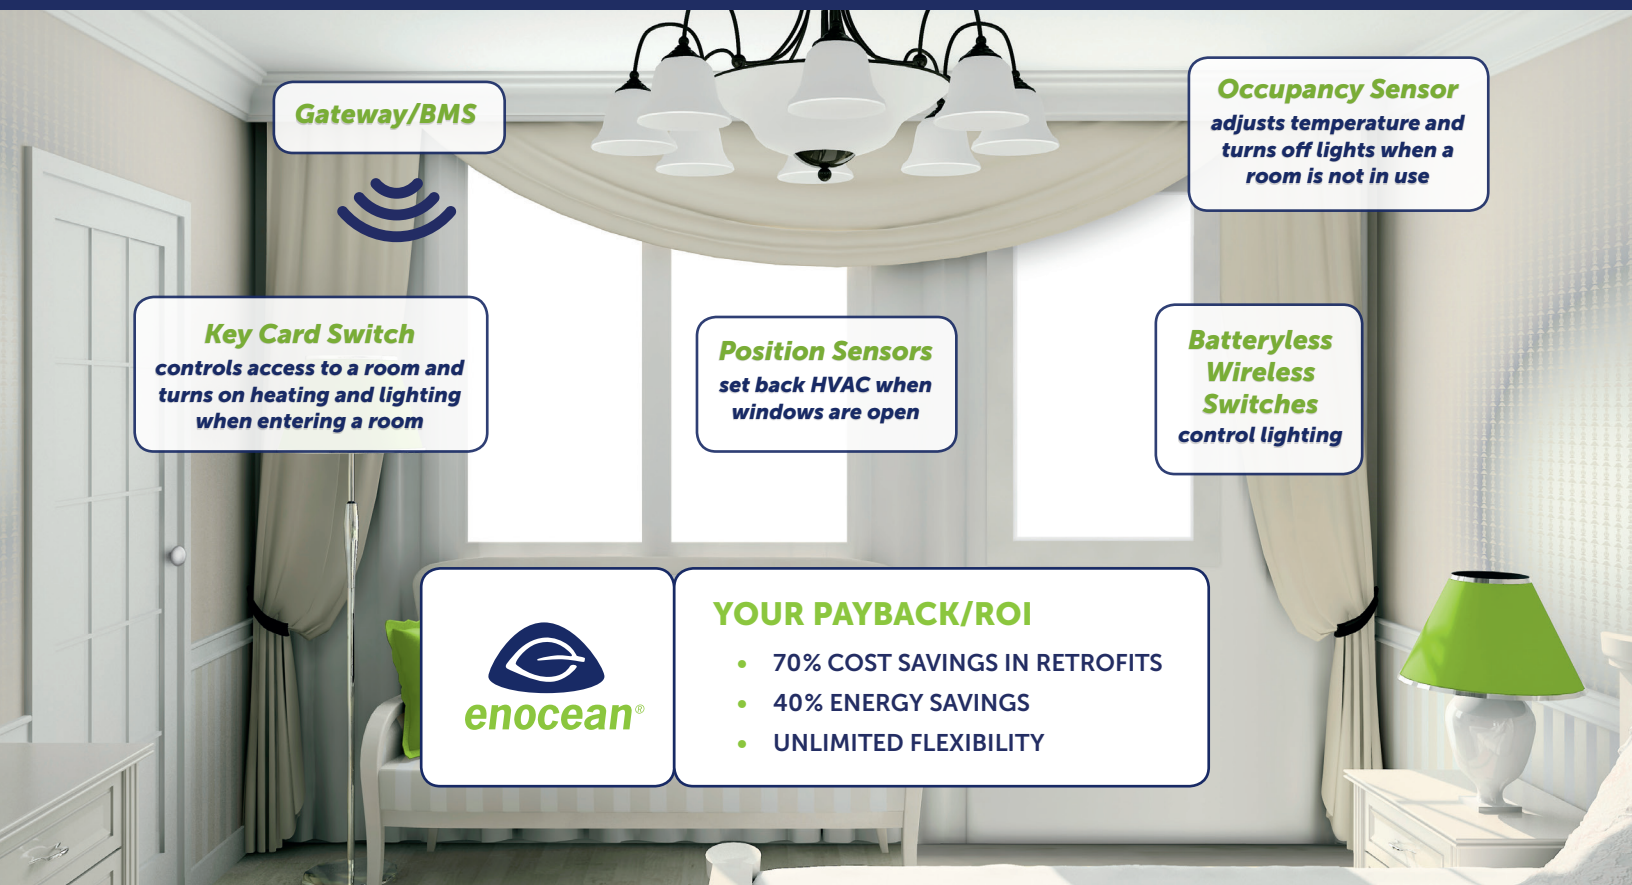 Gateway/BMS
Occupancy Sensor
adjusts temperature and
turns off lights when a
room is not in use
Key Card Switch
controls access to a room and
turns on heating and lighting
when entering a room
Position Sensors
set back HVAC when
windows are open
Batteryless
Wireless
Switches
control lighting
enocean®
YOUR PAYBACK/ROI
• 70% COST SAVINGS IN RETROFITS
• 40% ENERGY SAVINGS
• UNLIMITED FLEXIBILITY